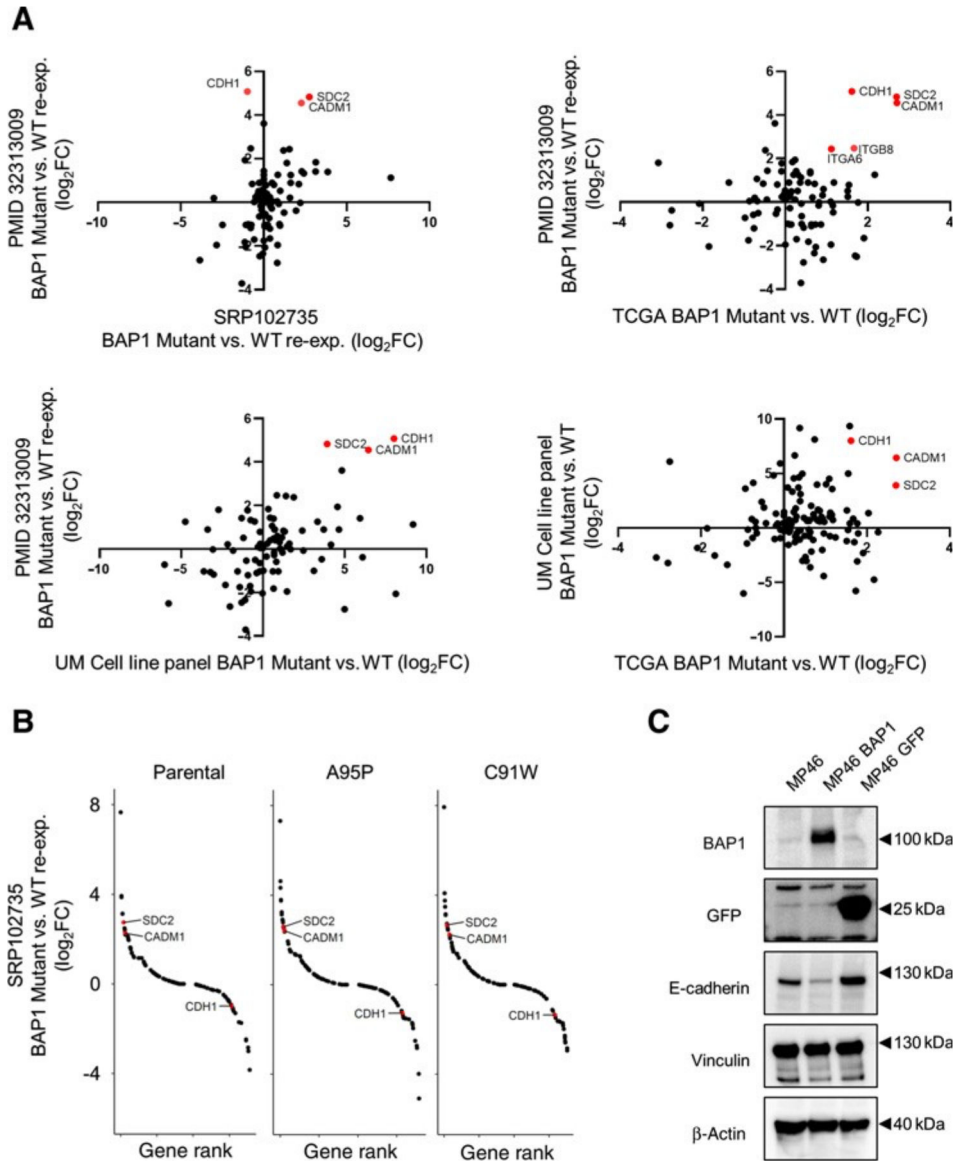 A
PMID 32313009
BAP1 Mutant vs. WT re-exp.
(log2FC)
6
4
2
-2
-4
-10
-5
5
10
CDH1
SDC2
CADM1
SRP102735
BAP1 Mutant vs. WT re-exp. (log2FC)
PMID 32313009
BAP1 Mutant vs. WT re-exp.
(log2FC)
6
4
2
-2
-4
-4
-2
2
4
CDH1
SDC2
CADM1
ITGB8
ITGA6
TCGA BAP1 Mutant vs. WT (log2FC)
PMID 32313009
BAP1 Mutant vs. WT re-exp.
(log2FC)
6
4
2
-2
-4
-10
-5
5
10
SDC2
CDH1
CADM1
UM Cell line panel BAP1 Mutant vs. WT (log2FC)
UM Cell line panel
BAP1 Mutant vs. WT
(log2FC)
10
5
-5
-10
-4
-2
2
4
CDH1
CADM1
SDC2
TCGA BAP1 Mutant vs. WT (log2FC)
B
SRP102735
BAP1 Mutant vs. WT re-exp.
(log2FC)
8
4
0
-4
Parental
SDC2
CADM1
CDH1
Gene rank
A95P
SDC2
CADM1
CDH1
Gene rank
C91W
SDC2
CADM1
CDH1
Gene rank
C
MP46
MP46 BAP1
MP46 GFP
BAP1
100 kDa
GFP
25 kDa
E-cadherin
130 kDa
Vinculin
130 kDa
β-Actin
40 kDa